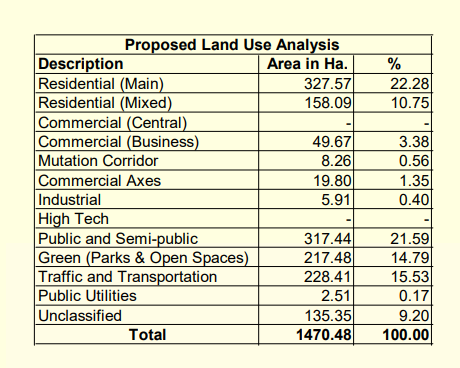 Proposed Land Use Analysis
Description Area in Ha. %
Residential (Main) 327.57 22.28
Residential (Mixed) 158.09 10.75
Commercial (Central) - -
Commercial (Business) 49.67 3.38
Mutation Corridor 8.26 0.56
Commercial Axes 19.80 1.35
Industrial 5.91 0.40
High Tech - -
Public and Semi-public 317.44 21.59
Green (Parks & Open Spaces) 217.48 14.79
Traffic and Transportation 228.41 15.53
Public Utilities 2.51 0.17
Unclassified 135.35 9.20
Total 1470.48 100.00